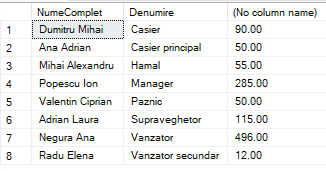 NumeComplet Denumire (No column name)
1 Dumitru Mihai Casier 90.00
2 Ana Adrian Casier principal 50.00
3 Mihai Alexandru Hamal 55.00
4 Popescu Ion Manager 285.00
5 Valentin Ciprian Paznic 50.00
6 Adrian Laura Supraveghetor 115.00
7 Negura Ana Vanzator 496.00
8 Radu Elena Vanzator secundar 12.00